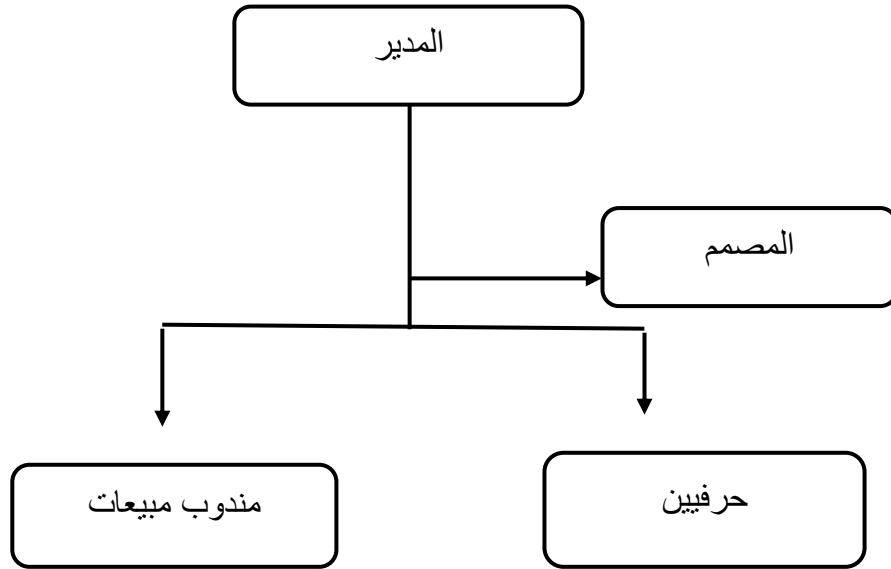 المدير
المصمم
حرفيين
مندوب مبيعات